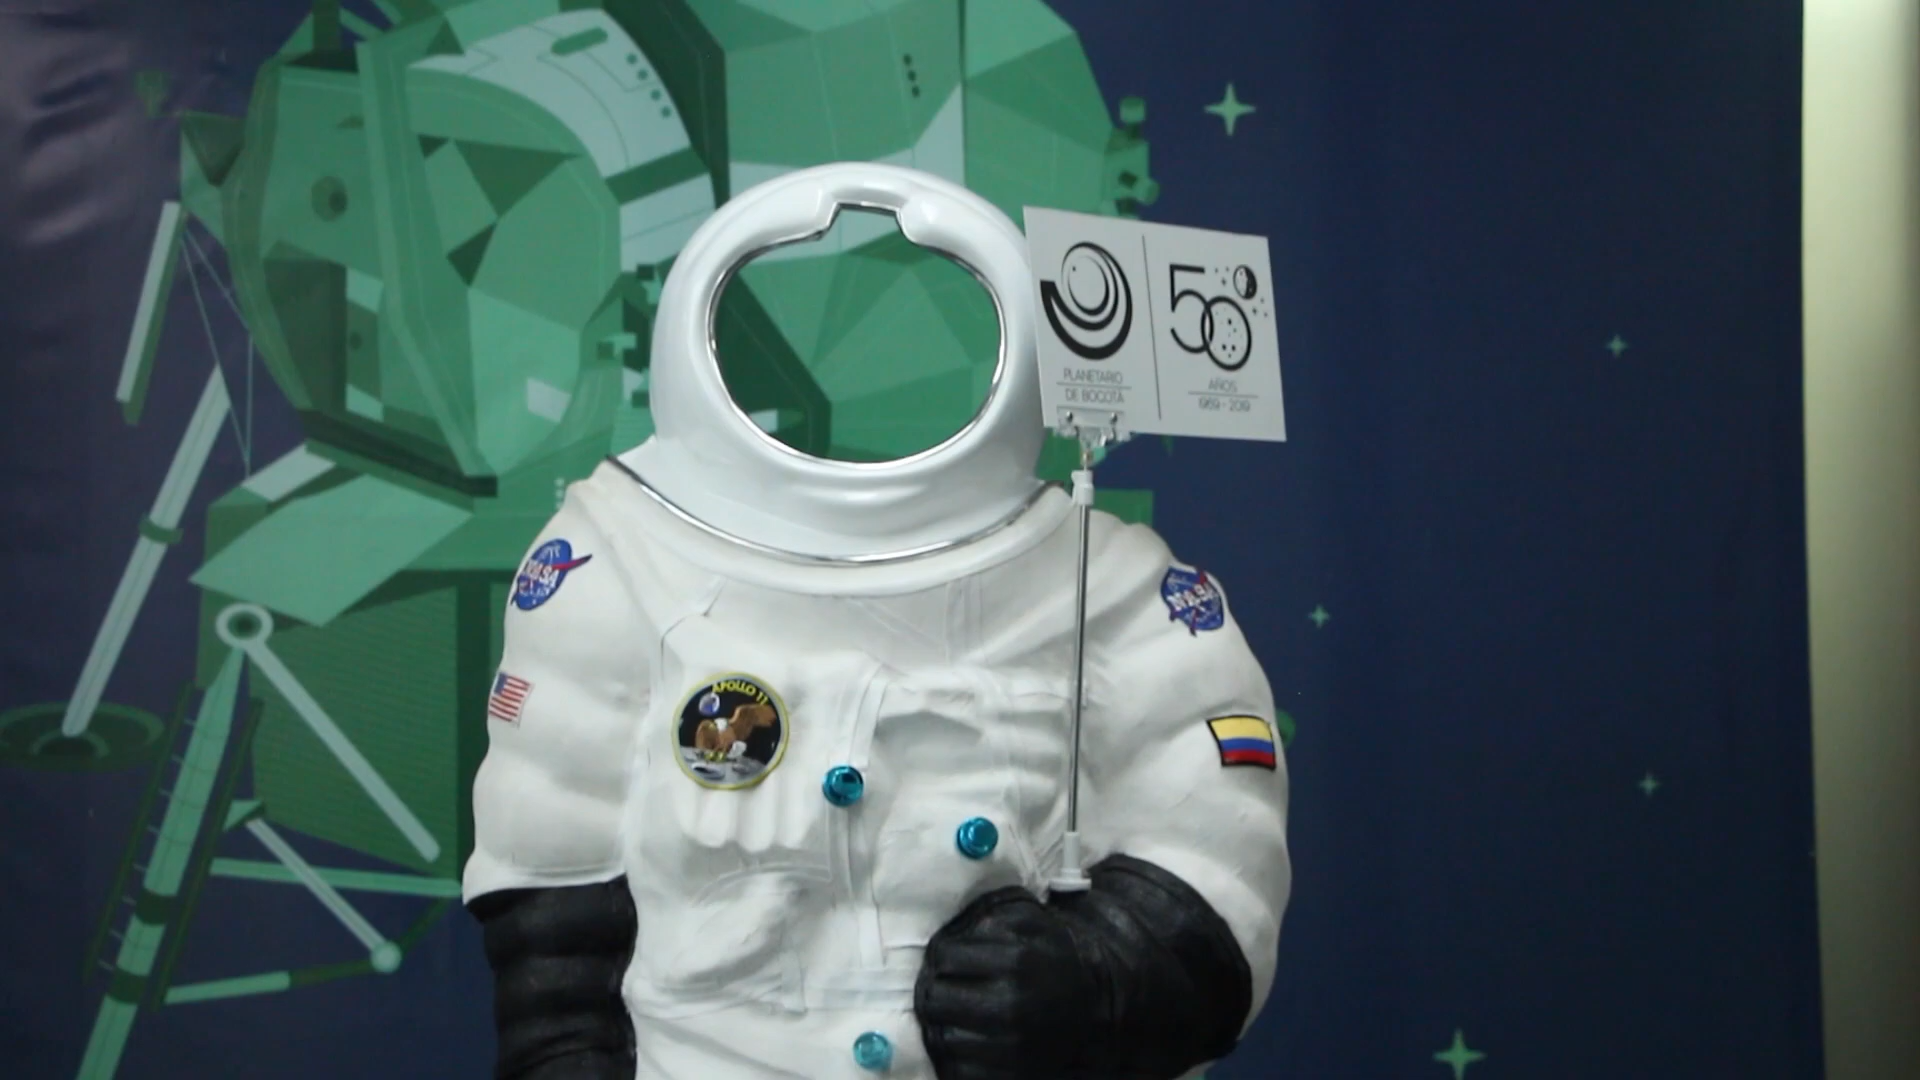 PLANETARIO
DE BOGOTÁ
50
AÑOS
1969 - 2019
NASA
NASA
APOLLO 11